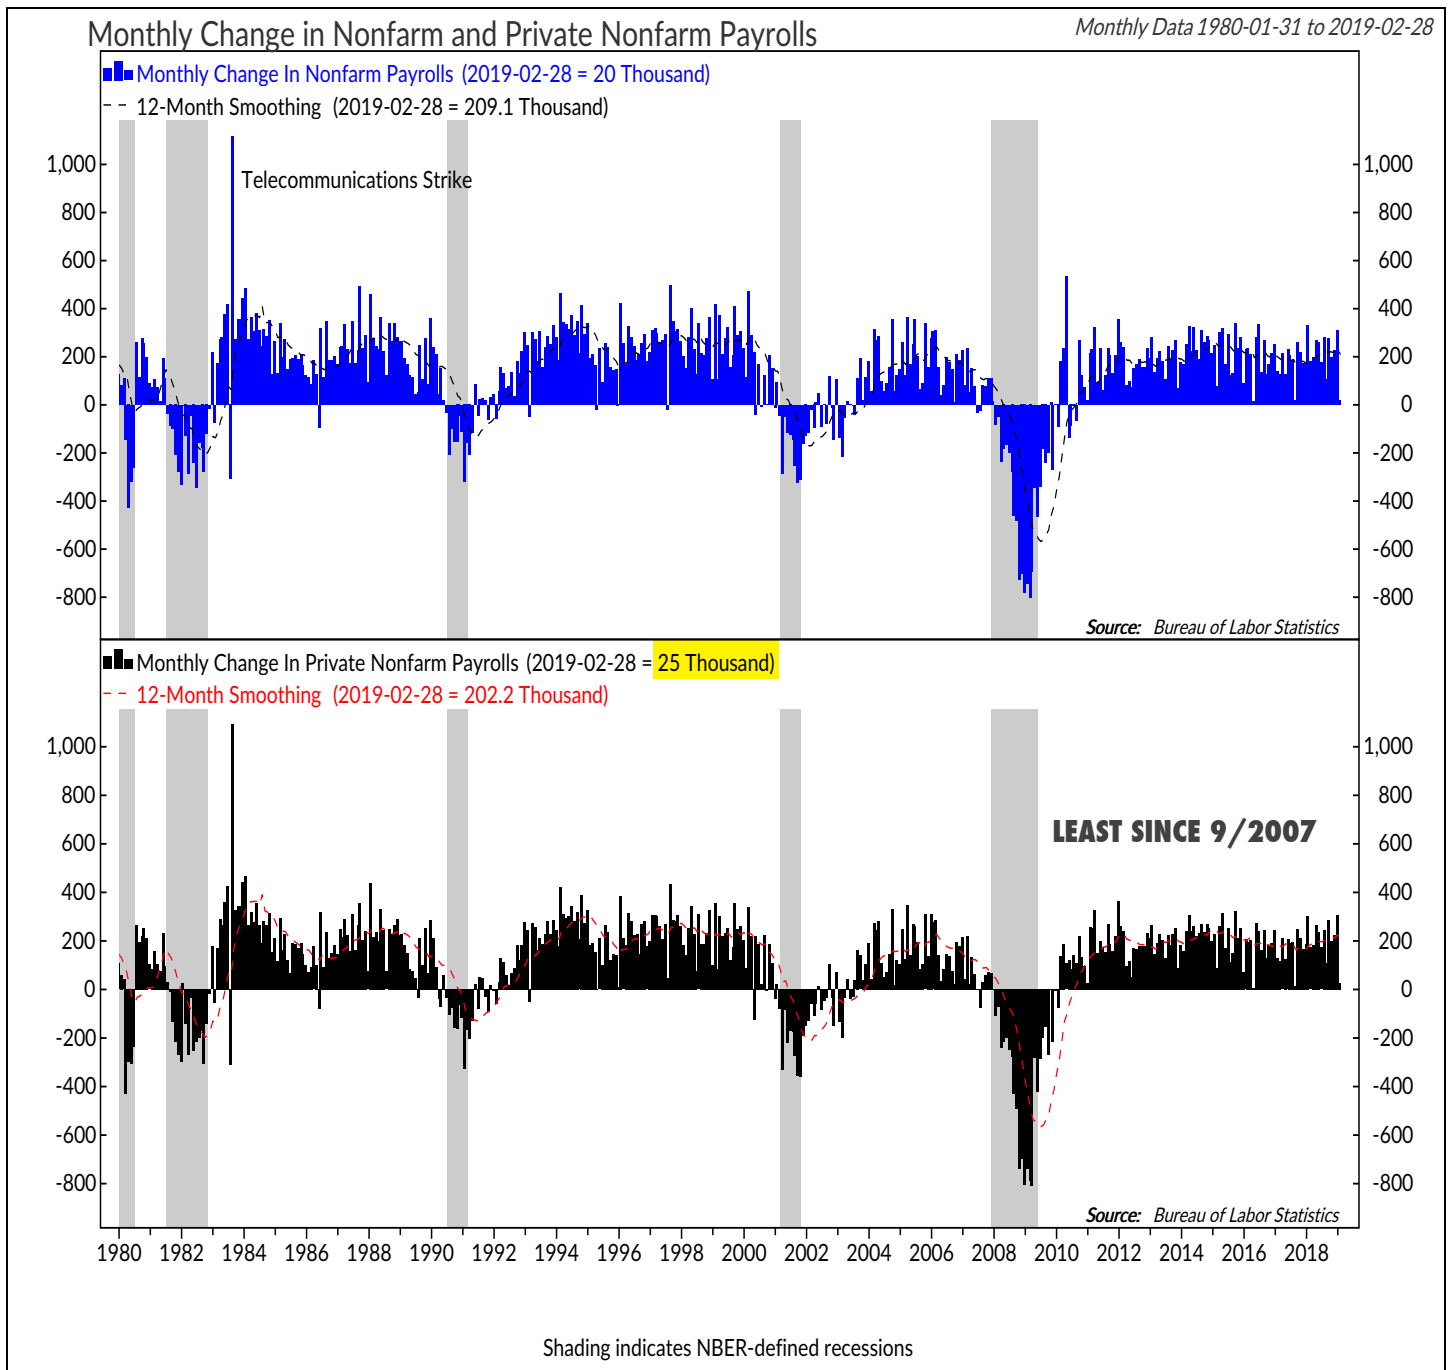 Monthly Change in Nonfarm and Private Nonfarm Payrolls
Monthly Data 1980-01-31 to 2019-02-28
Monthly Change In Nonfarm Payrolls (2019-02-28 = 20 Thousand)
12-Month Smoothing (2019-02-28 = 209.1 Thousand)
Telecommunications Strike
1,000 1,000
800 800
600 600
400 400
200 200
0 0
-200 -200
-400 -400
-600 -600
-800 -800
Source: Bureau of Labor Statistics
Monthly Change In Private Nonfarm Payrolls (2019-02-28 = 25 Thousand)
12-Month Smoothing (2019-02-28 = 202.2 Thousand)
1,000 1,000
800 800
LEAST SINCE 9/2007
600 600
400 400
200 200
0 0
-200 -200
-400 -400
-600 -600
-800 -800
Source: Bureau of Labor Statistics
1980 1982 1984 1986 1988 1990 1992 1994 1996 1998 2000 2002 2004 2006 2008 2010 2012 2014 2016 2018
Shading indicates NBER-defined recessions